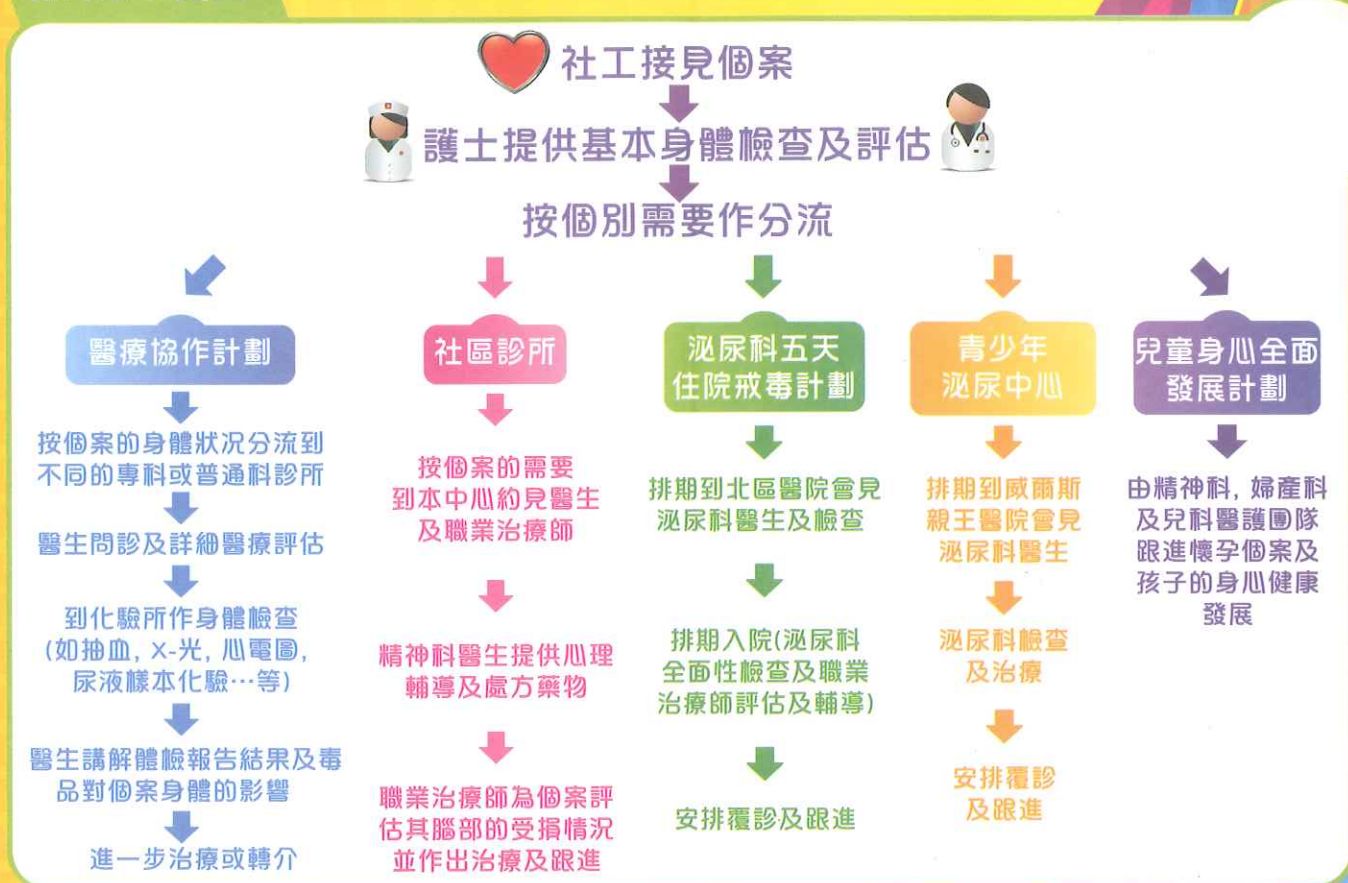 社工接見個案
護士提供基本身體檢查及評估
按個別需要作分流
醫療協作計劃
按個案的身體狀況分流到
不同的專科或普通科診所
醫生問診及詳細醫療評估
到化驗所作身體檢查
(如抽血, X-光, 心電圖,
尿液樣本化驗…等)
醫生講解體檢報告結果及毒
品對個案身體的影響
進一步治療或轉介
社區診所
按個案的需要
到本中心約見醫生
及職業治療師
精神科醫生提供心理
輔導及處方藥物
職業治療師為個案評
估其腦部的受損情況
並作出治療及跟進
泌尿科五天
住院戒毒計劃
排期到北區醫院會見
泌尿科醫生及檢查
排期入院(泌尿科
全面性檢查及職業
治療師評估及輔導)
安排覆診及跟進
青少年
泌尿中心
排期到威爾斯
親王醫院會見
泌尿科醫生
泌尿科檢查
及治療
安排覆診
及跟進
兒童身心全面
發展計劃
由精神科, 婦產科
及兒科醫護團隊
跟進懷孕個案及
孩子的身心健康
發展